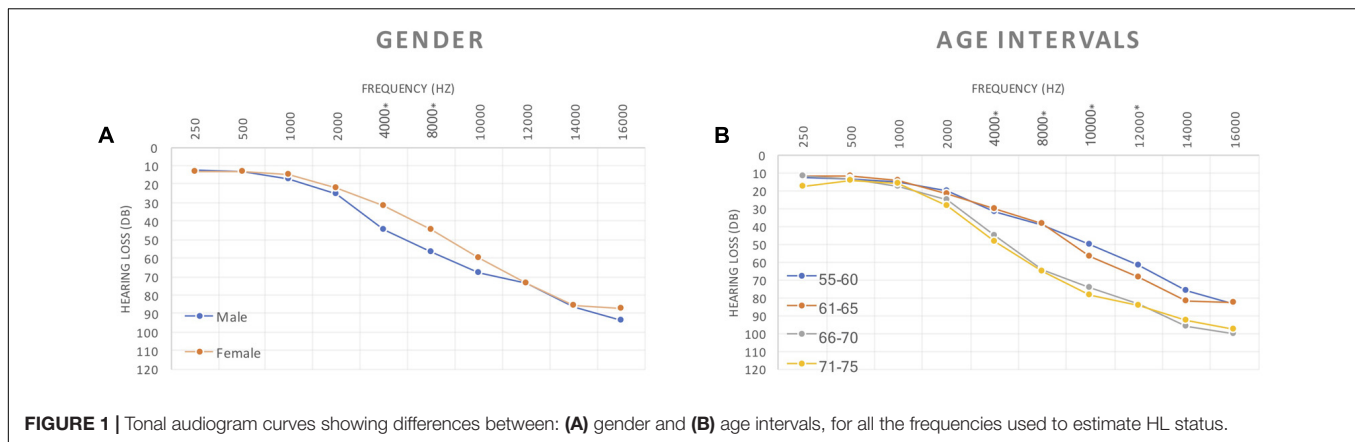 GENDER
FREQUENCY (HZ)
A
250 500 1000 2000 4000* 8000* 10000 12000 14000 16000
HEARING LOSS (DB)
0
10
20
30
40
50
60
70
80
90
100
110
120
Male
Female
AGE INTERVALS
FREQUENCY (HZ)
B
250 500 1000 2000 4000* 8000* 10000* 12000* 14000 16000
HEARING LOSS (DB)
0
10
20
30
40
50
60
70
80
90
100
110
120
55-60
61-65
66-70
71-75
FIGURE 1 | Tonal audiogram curves showing differences between: (A) gender and (B) age intervals, for all the frequencies used to estimate HL status.